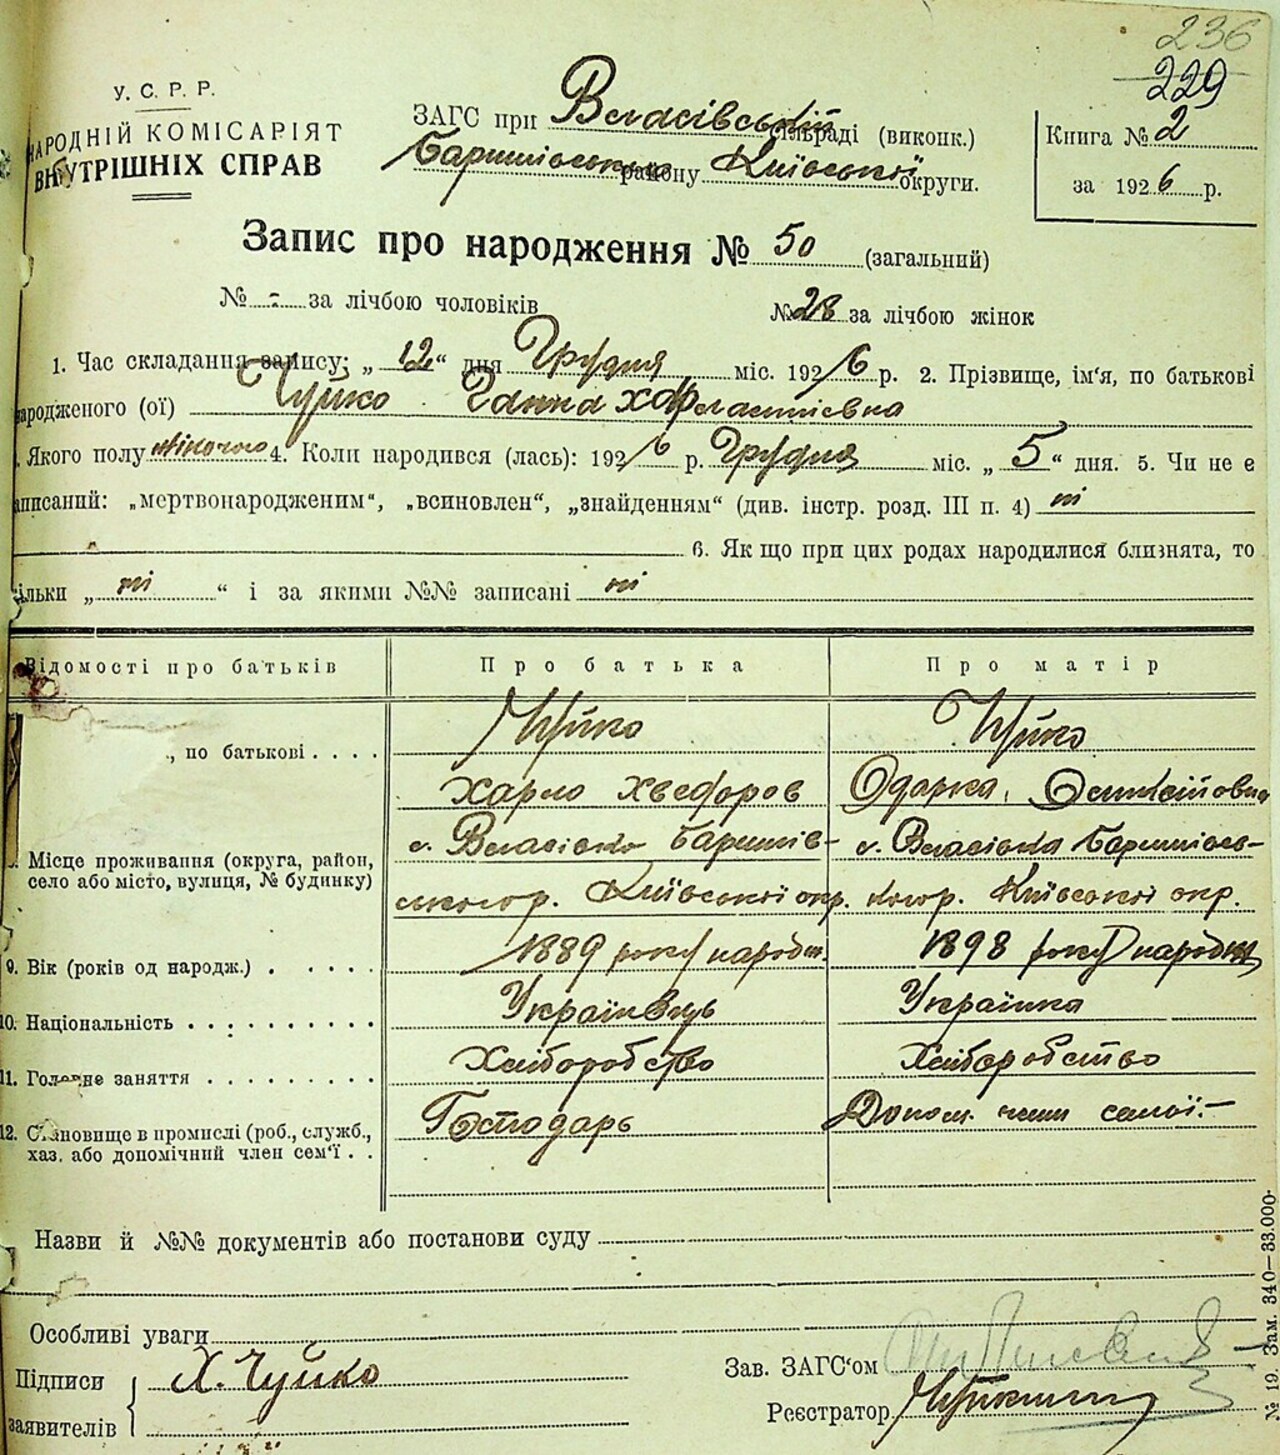 236
229
У. С. Р. Р.
НАРОДНІЙ КОМІСАРІЯТ
ВНУТРІШНІХ СПРАВ
ЗАГС при Власівській сільраді (виконк.)
Баришівського району Київської округи.
Книга № 2
за 1926 р.
Запис про народження № 50 (загальний)
№ - за лічбою чоловіків № 28 за лічбою жінок
1. Час складання запису: „ 12 “ дня Грудня міс. 1926 р. 2. Прізвище, ім'я, по батькові
народженого (ої) Чуйко Ганна
Якого полу жіночого 4. Коли народився (лась): 1926 р. Грудня міс. „ 5 “ дня. 5. Чи не є
записаний: „мертвонародженим“, „всиновлен“, „знайденням“ (див. інстр. розд. III п. 4) ні
6. Як що при цих родах народилися близнята, то
скільки „ ні “ і за якими №№ записані ні
Відомості про батьків Про батька Про матір
, по батькові . . . . Чуйко Чуйко
Харло Хведоров Одарка
Місце проживання (округа, район, село або місто, вулиця, № будинку) с. Власівка Баришівського р. Київської окр. с. Власівка Баришівського р. Київської окр.
9. Вік (років од народж.) . . . . . 1889 року народж. 1898 року народж
10. Національність . . . . . . . . . . Українець Українка
11. Головне заняття . . . . . . . . . Хліборобство Хліборобство
12. Становище в промислі (роб., служб., хаз. або допомічний член сем'ї . . Господарь Допом. член семьї.
Назви й №№ документів або постанови суду
Особливі уваги
Підписи
заявителів
Х. Чуйко
Зав. ЗАГС'ом
Реєстратор
№ 19. Зам. 340—33.000.